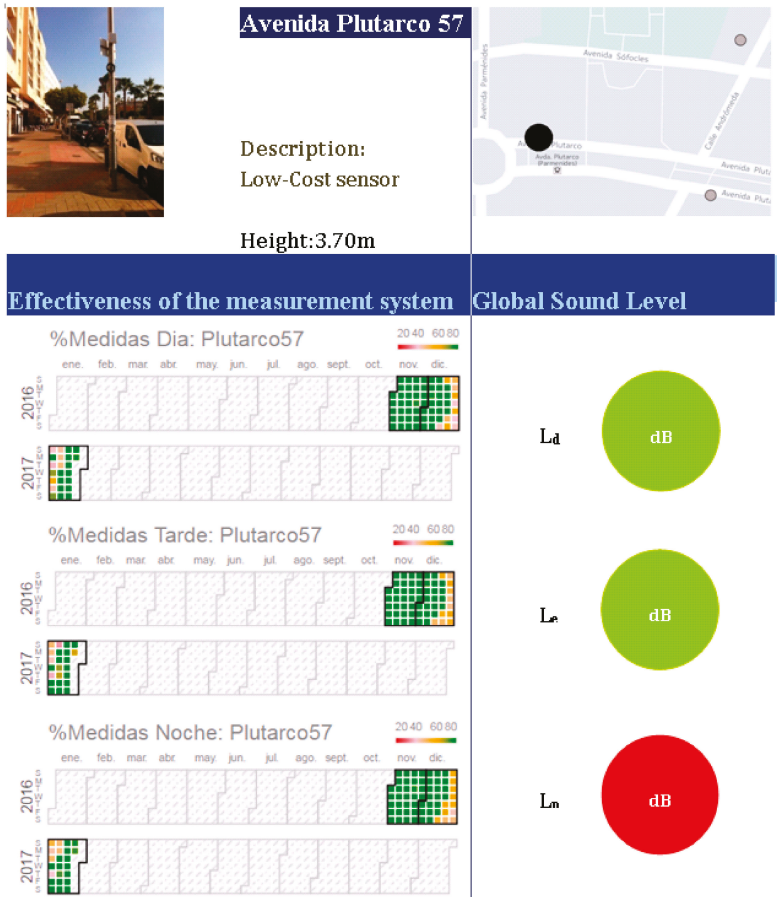 Avenida Plutarco 57
Description:
Low-Cost sensor
Height:3.70m
Avenida Sófocles
Avenida Parménides
Calle Andrómeda
Plutarco
Avda. Plutarco
(Parmenides)
Avenida Plut
Avenida Plut
Effectiveness of the measurement system
Global Sound Level
%Medidas Dia: Plutarco57
20 40 60 80
ene. feb. mar. abr. may. jun. jul. ago. sept. oct. nov. dic.
2016
S M T W T F S
2017
S M T W T F S
Ld
dB
%Medidas Tarde: Plutarco57
20 40 60 80
ene. feb. mar. abr. may. jun. jul. ago. sept. oct. nov. dic.
2016
S M T W T F S
2017
S M T W T F S
Le
dB
%Medidas Noche: Plutarco57
20 40 60 80
ene. feb. mar. abr. may. jun. jul. ago. sept. oct. nov. dic.
2016
S M T W T F S
2017
S M T W T F S
Ln
dB